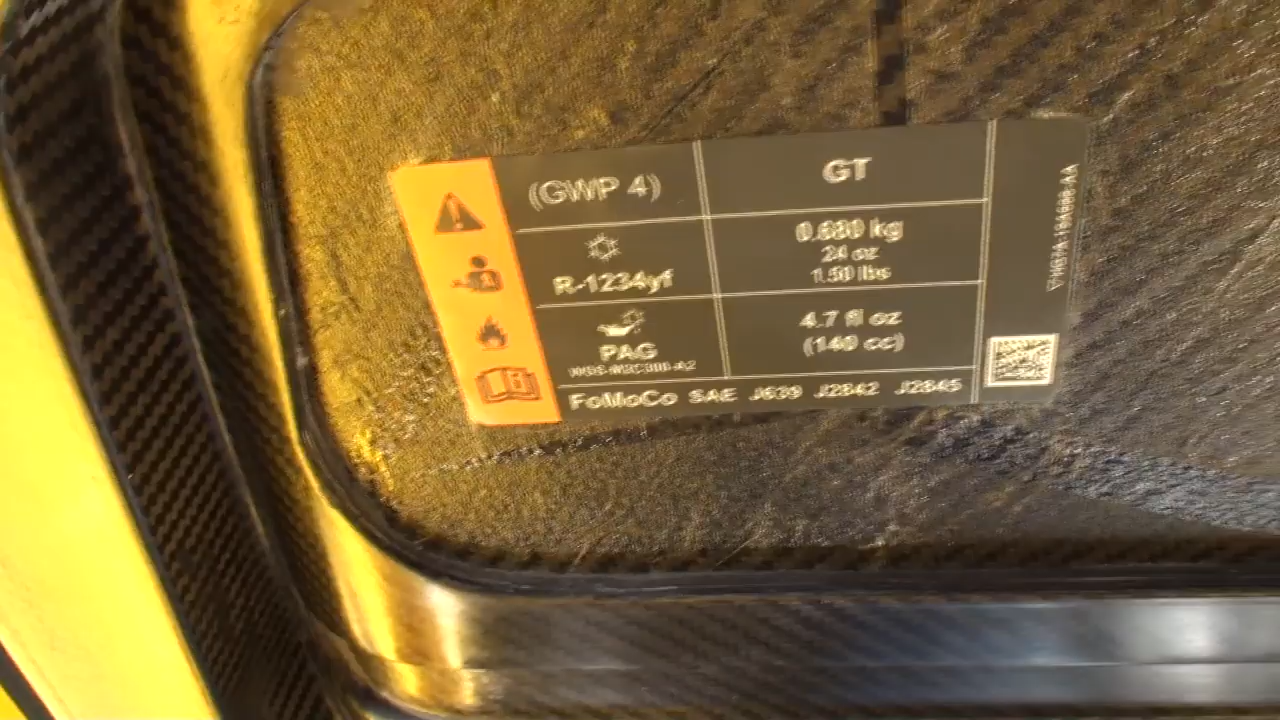 (GWP 4)
GT
R-1234yf
0.680 kg
24 oz
1.50 lbs
PAG
4.7 fl oz
(140 cc)
FoMoCo SAE J639 J2842 J2845